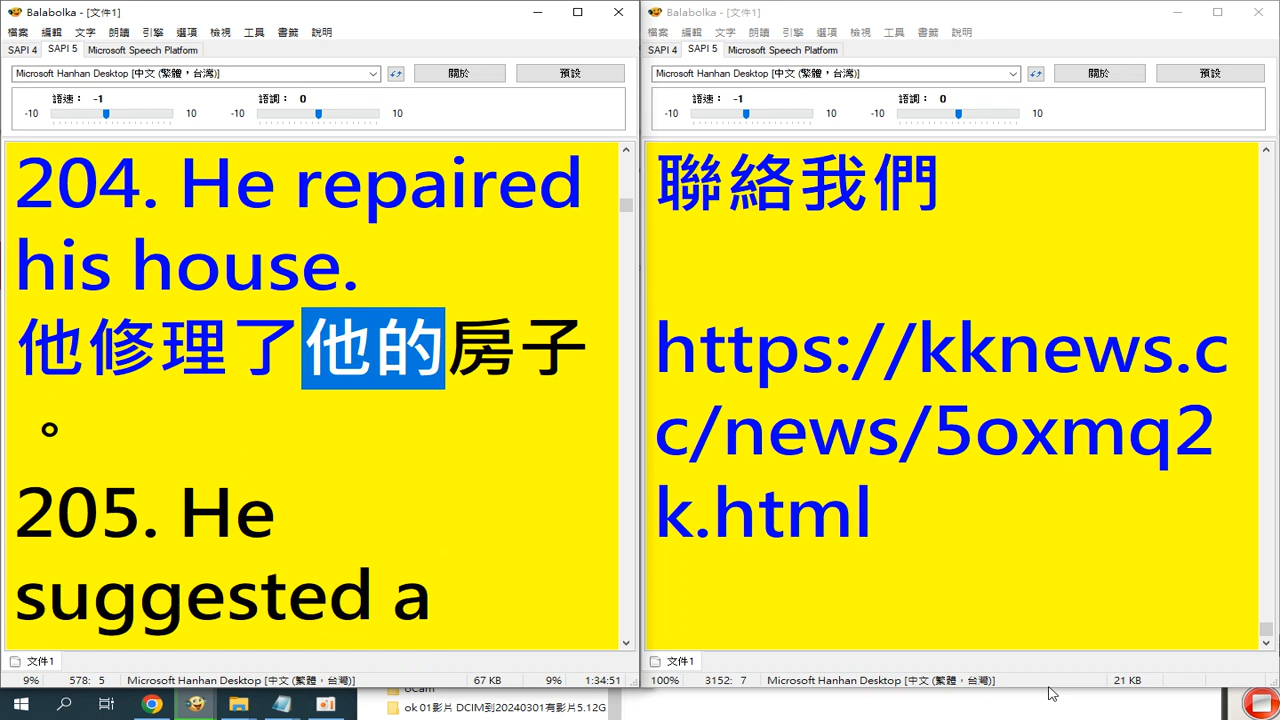 Balabolka - [文件1]
檔案 編輯 文字 朗讀 引擎 選項 檢視 工具 書籤 說明
SAPI 4 SAPI 5 Microsoft Speech Platform
Microsoft Hanhan Desktop [中文 (繁體，台灣)] 關於 預設
語速： -1 語調： 0
-10 10 -10 10
204. He repaired
his house.
他修理了他的房子
。
205. He
suggested a
文件1
9% 578: 5 Microsoft Hanhan Desktop [中文 (繁體，台灣)] 67 KB 9% 1:34:51
Balabolka - [文件1]
檔案 編輯 文字 朗讀 引擎 選項 檢視 工具 書籤 說明
SAPI 4 SAPI 5 Microsoft Speech Platform
Microsoft Hanhan Desktop [中文 (繁體，台灣)] 關於 預設
語速： -1 語調： 0
-10 10 -10 10
聯絡我們
https://kknews.c
c/news/5oxmq2
k.html
文件1
100% 3152: 7 Microsoft Hanhan Desktop [中文 (繁體，台灣)] 21 KB
oCam
ok 01影片 DCIM到20240301有影片5.12G